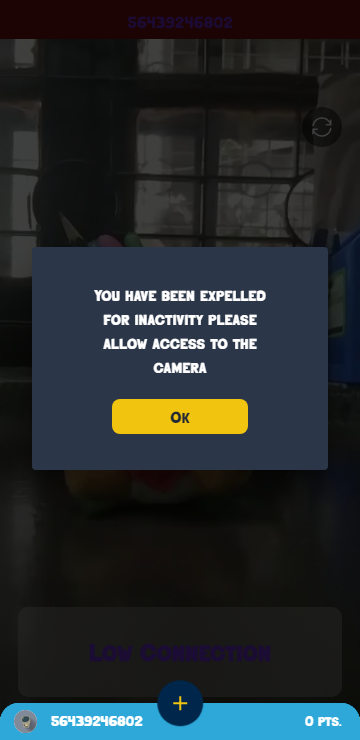 56439246802
YOU HAVE BEEN EXPELLED
FOR INACTIVITY PLEASE
ALLOW ACCESS TO THE
CAMERA
OK
LOW CONNECTION
+
56439246802
0 PTS.